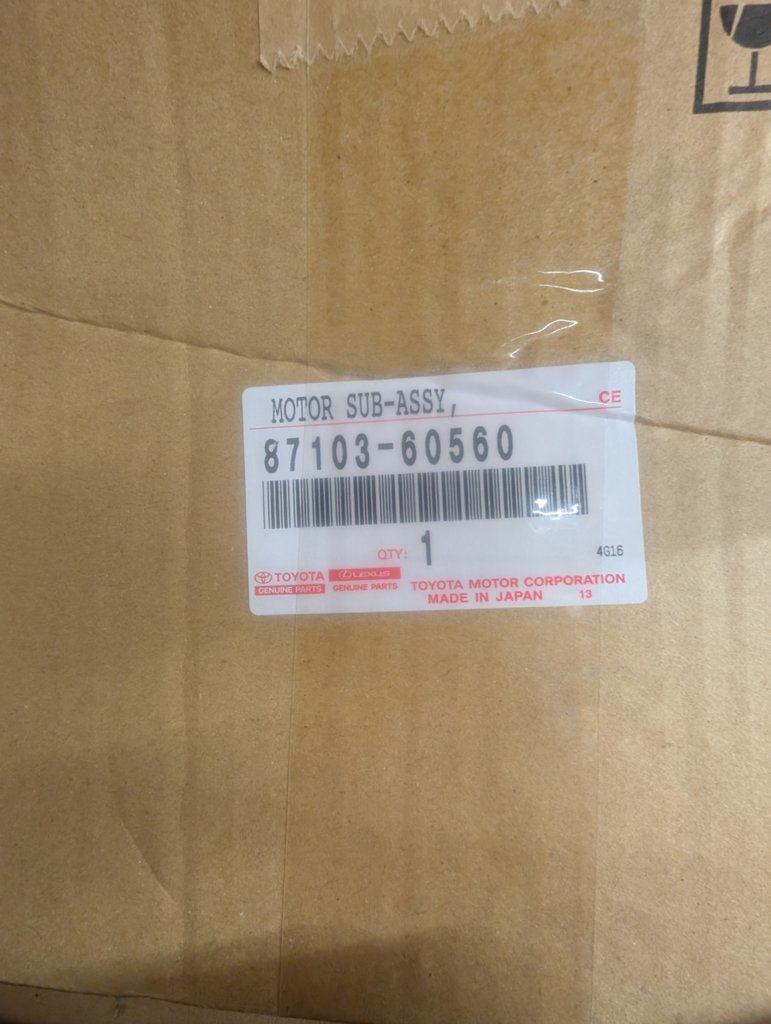 MOTOR SUB-ASSY,
CE
87103-60560
QTY: 1
4G16
TOYOTA
GENUINE PARTS
LEXUS
GENUINE PARTS
TOYOTA MOTOR CORPORATION
MADE IN JAPAN 13